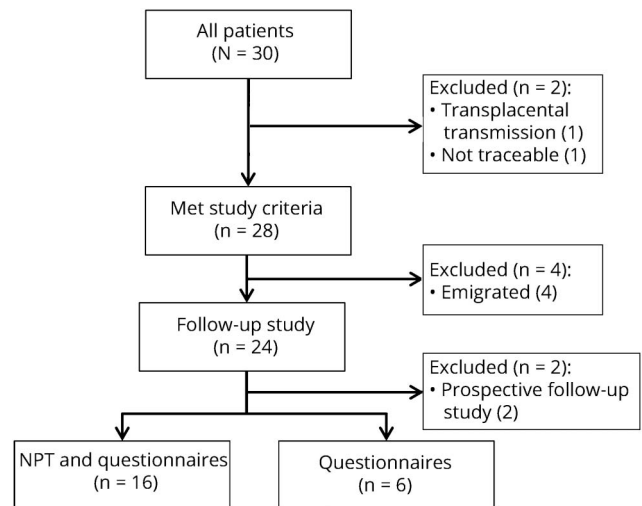 All patients
(N = 30)
Excluded (n = 2):
• Transplacental
transmission (1)
• Not traceable (1)
Met study criteria
(n = 28)
Excluded (n = 4):
• Emigrated (4)
Follow-up study
(n = 24)
Excluded (n = 2):
• Prospective follow-up
study (2)
NPT and questionnaires
(n = 16)
Questionnaires
(n = 6)